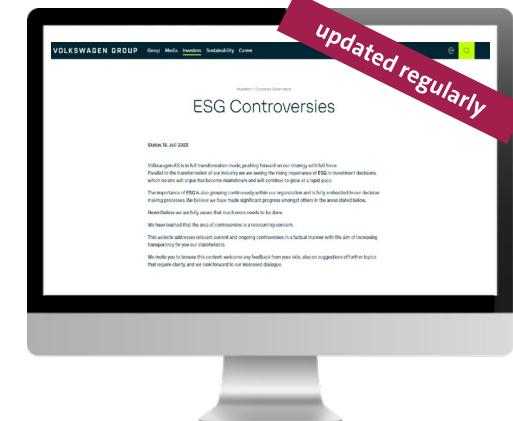 updated regularly
VOLKSWAGEN GROUP Group Media Investors Sustainability Career
Investors > Corporate Governance
ESG Controversies
Status 18. Juli 2023
Volkswagen AG is in full transformation mode, pushing forward on our strategy with full force.
Parallel to the transformation of our industry we are seeing the rising importance of ESG in investment decisions,
which no one will argue has become mainstream and will continue to grow at a rapid pace.
The importance of ESG is also growing continuously within our organization and is fully embedded in our decision
making processes. We believe we have made significant progress amongst others in the areas stated below.
Nevertheless we are fully aware that much more needs to be done.
We have learned that the area of controversies is a reoccurring concern.
This website addresses relevant current and ongoing controversies in a factual manner with the aim of increasing
transparency for you our stakeholders.
We invite you to browse this content, welcome any feedback from your side, also on suggestions of further topics
that require clarity, and we look forward to our increased dialogue.